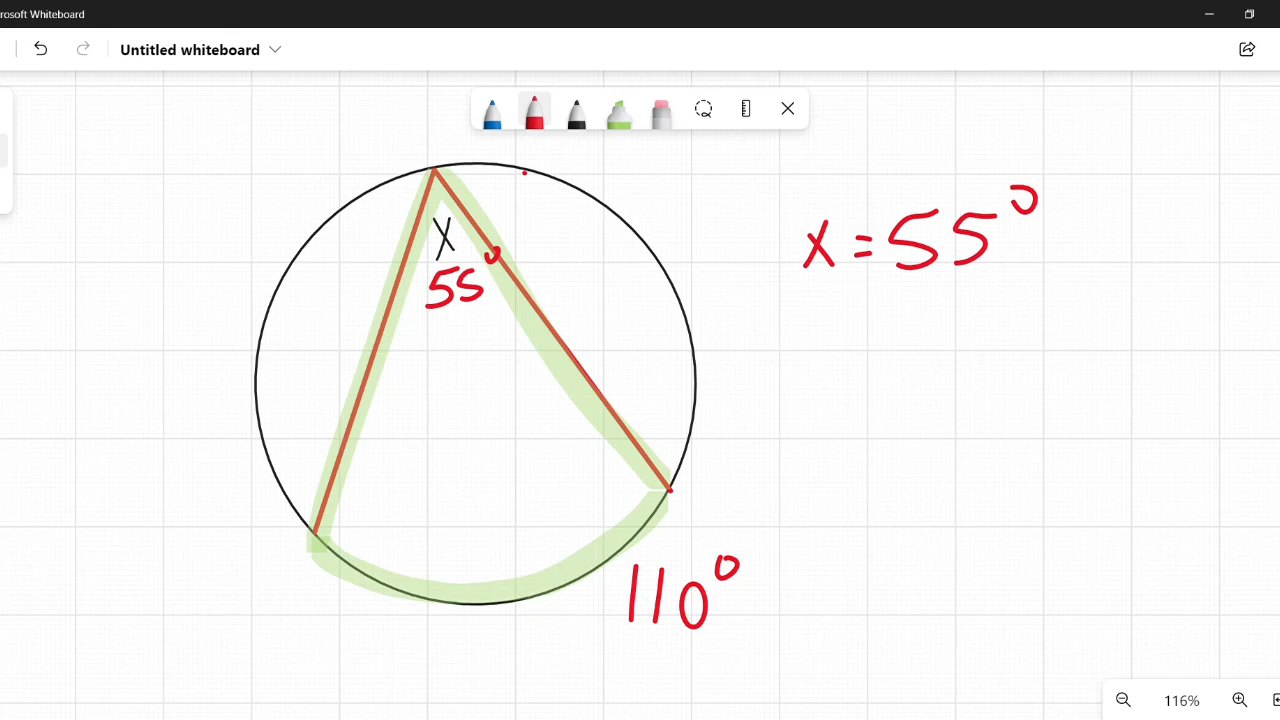 rosoft Whiteboard
Untitled whiteboard
X
55°
x = 55°
110°
116%